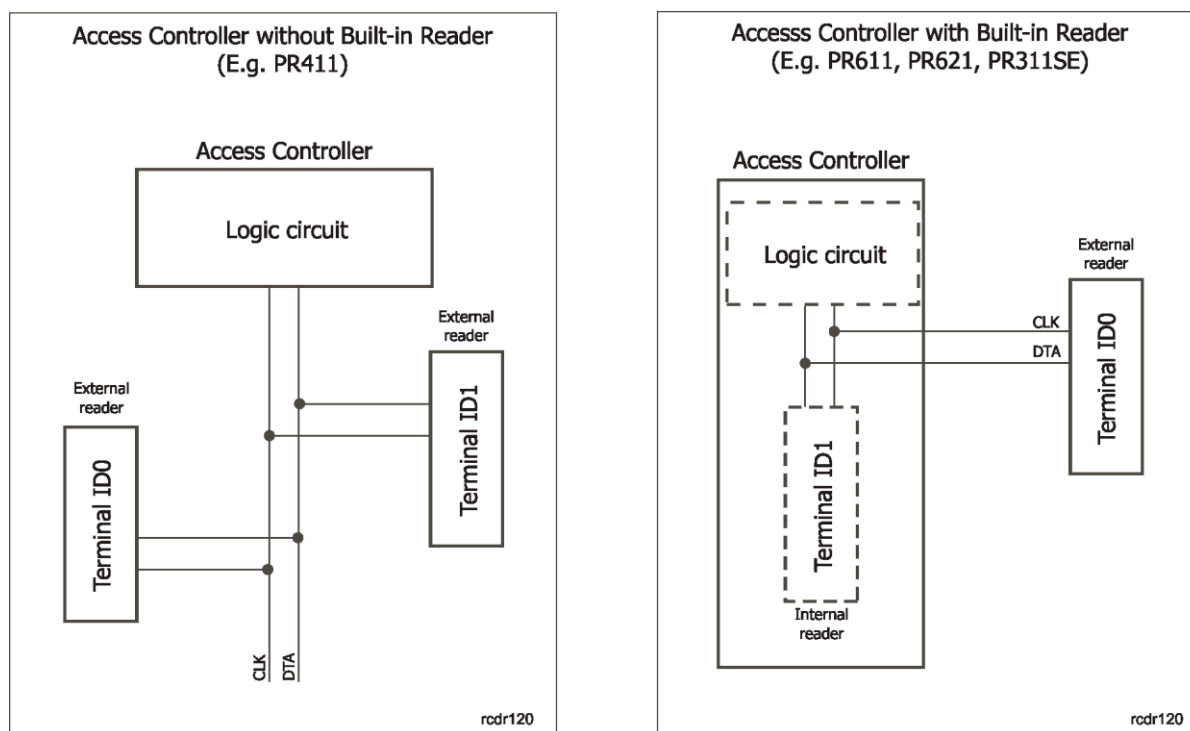 Access Controller without Built-in Reader
(E.g. PR411)
Access Controller
Logic circuit
External
reader
Terminal ID1
External
reader
Terminal ID0
CLK
DTA
rcdr120
Accesss Controller with Built-in Reader
(E.g. PR611, PR621, PR311SE)
Access Controller
Logic circuit
External
reader
Terminal ID0
CLK
DTA
Terminal ID1
Internal
reader
rcdr120